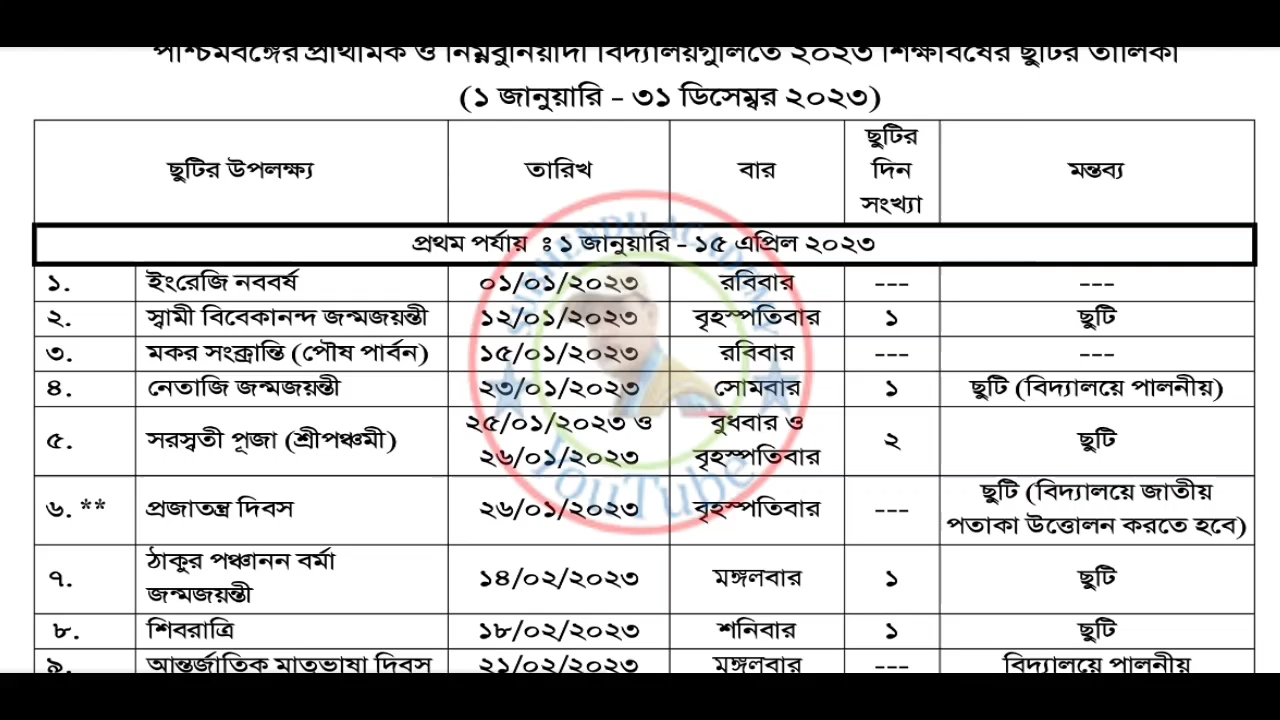 পশ্চিমবঙ্গের প্রাথমিক ও নিম্নবুনিয়াদী বিদ্যালয়গুলিতে ২০২৩ শিক্ষাবর্ষের ছুটির তালিকা
(১ জানুয়ারি - ৩১ ডিসেম্বর ২০২৩)
ছুটির উপলক্ষ্য তারিখ বার ছুটির দিন সংখ্যা মন্তব্য
প্রথম পর্যায় ঃ ১ জানুয়ারি - ১৫ এপ্রিল ২০২৩
১. ইংরেজি নববর্ষ ০১/০১/২০২৩ রবিবার --- ---
২. স্বামী বিবেকানন্দ জন্মজয়ন্তী ১২/০১/২০২৩ বৃহস্পতিবার ১ ছুটি
৩. মকর সংক্রান্তি (পৌষ পার্বন) ১৫/০১/২০২৩ রবিবার --- ---
৪. নেতাজি জন্মজয়ন্তী ২৩/০১/২০২৩ সোমবার ১ ছুটি (বিদ্যালয়ে পালনীয়)
৫. সরস্বতী পূজা (শ্রীপঞ্চমী) ২৫/০১/২০২৩ ও ২৬/০১/২০২৩ বুধবার ও বৃহস্পতিবার ২ ছুটি
৬. ** প্রজাতন্ত্র দিবস ২৬/০১/২০২৩ বৃহস্পতিবার --- ছুটি (বিদ্যালয়ে জাতীয় পতাকা উত্তোলন করতে হবে)
৭. ঠাকুর পঞ্চানন বর্মা জন্মজয়ন্তী ১৪/০২/২০২৩ মঙ্গলবার ১ ছুটি
৮. শিবরাত্রি ১৮/০২/২০২৩ শনিবার ১ ছুটি
৯. আন্তর্জাতিক মাতৃভাষা দিবস ২১/০২/২০২৩ মঙ্গলবার --- বিদ্যালয়ে পালনীয়
ACADEMY
YouTube